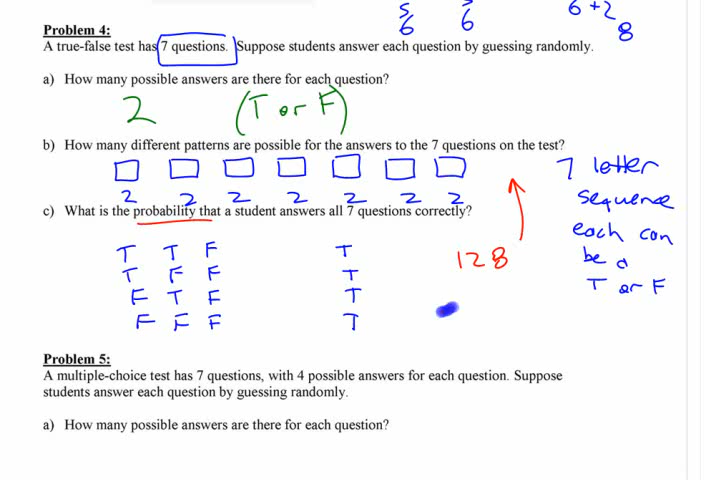 5 6 + 2
6 6 8
Problem 4:
A true-false test has 7 questions. Suppose students answer each question by guessing randomly.
a) How many possible answers are there for each question?
2 (T or F)
b) How many different patterns are possible for the answers to the 7 questions on the test?
7 letter
2 2 2 2 2 2 2
sequence
c) What is the probability that a student answers all 7 questions correctly?
each can
T T F T
128
be a
T F F T
T or F
F T F T
F F F T
Problem 5:
A multiple-choice test has 7 questions, with 4 possible answers for each question. Suppose
students answer each question by guessing randomly.
a) How many possible answers are there for each question?